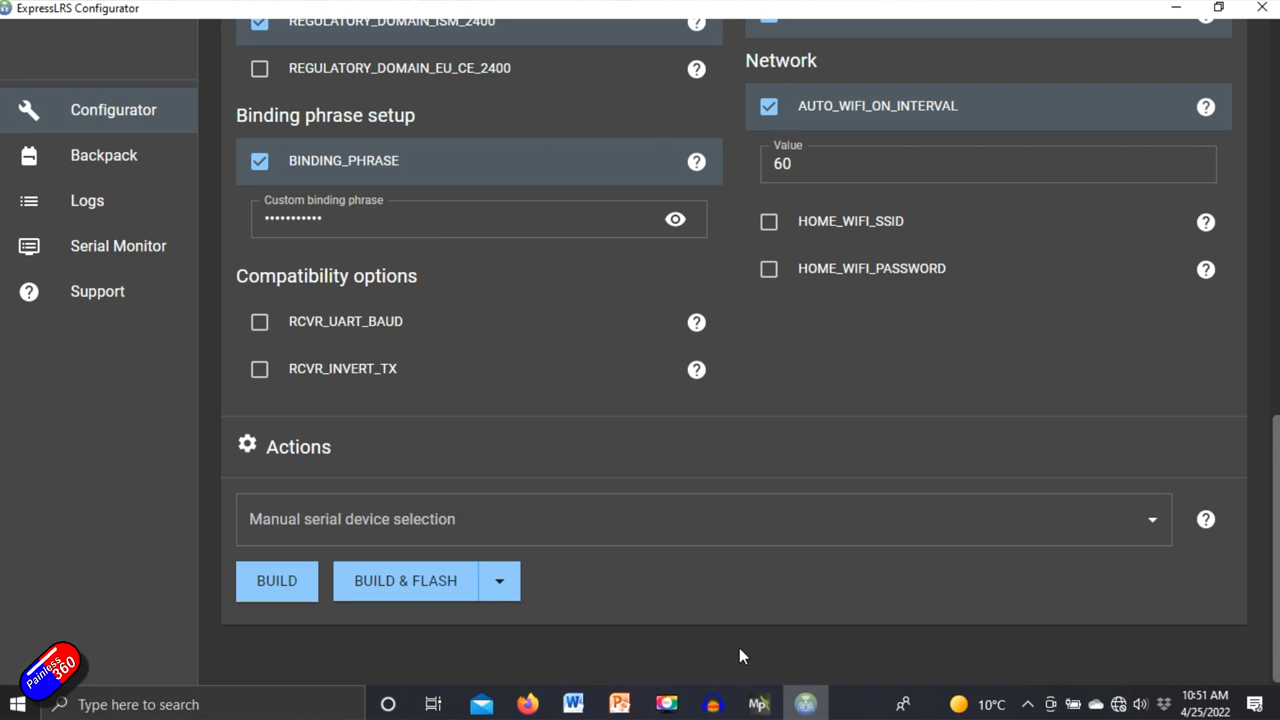 ExpressLRS Configurator
REGULATORY_DOMAIN_ISM_2400
REGULATORY_DOMAIN_EU_CE_2400
Binding phrase setup
BINDING_PHRASE
Custom binding phrase
•••••••••••
Compatibility options
RCVR_UART_BAUD
RCVR_INVERT_TX
Network
AUTO_WIFI_ON_INTERVAL
Value
60
HOME_WIFI_SSID
HOME_WIFI_PASSWORD
Configurator
Backpack
Logs
Serial Monitor
Support
Actions
Manual serial device selection
BUILD
BUILD & FLASH
Painless
360
Type here to search
10°C
10:51 AM
4/25/2022